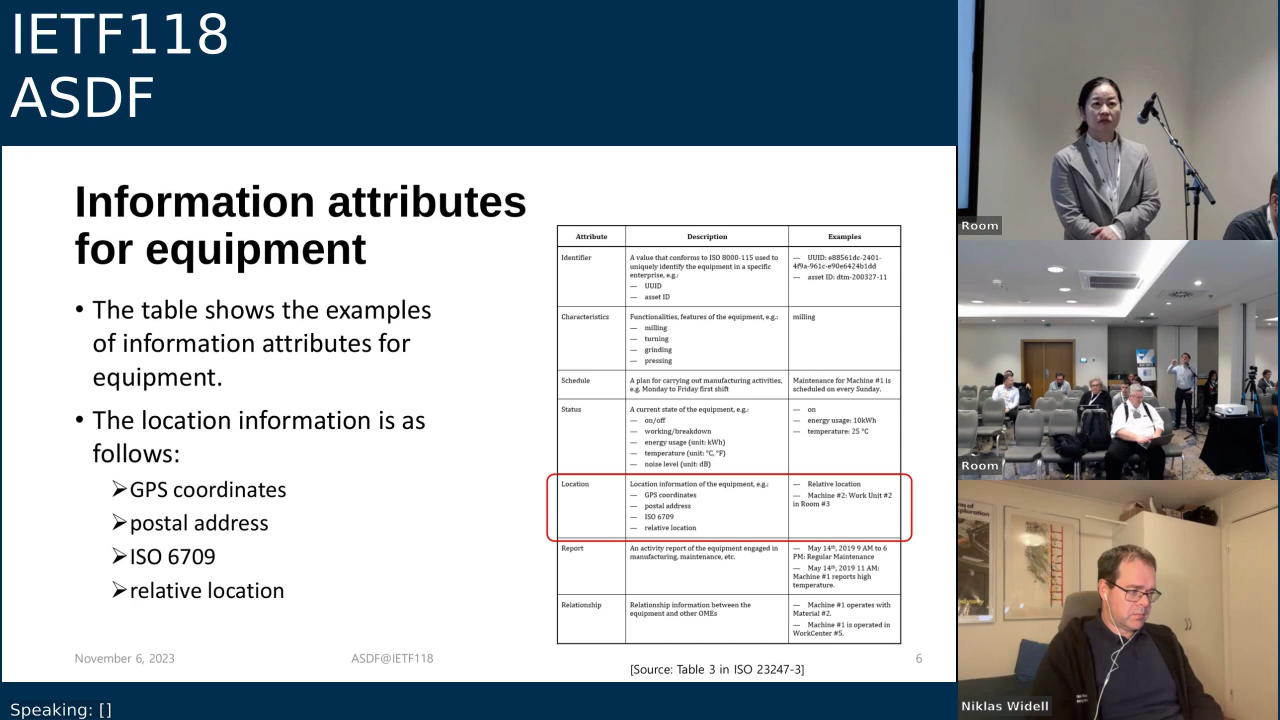 IETF118
ASDF
Information attributes
for equipment
• The table shows the examples
of information attributes for
equipment.
• The location information is as
follows:
➢GPS coordinates
➢postal address
➢ISO 6709
➢relative location
Attribute Description Examples
Identifier A value that conforms to ISO 8000-115 used to
uniquely identify the equipment in a specific
enterprise, e.g.:
— UUID
— asset ID
— UUID: e88561dc-2401-
4f9a-961c-e90e6424b1dd
— asset ID: dtm-200327-11
Characteristics Functionalities, features of the equipment, e.g.:
— milling
— turning
— grinding
— pressing
milling
Schedule A plan for carrying out manufacturing activities,
e.g. Monday to Friday first shift
Maintenance for Machine #1 is
scheduled on every Sunday.
Status A current state of the equipment, e.g.:
— on/off
— working/breakdown
— energy usage (unit: kWh)
— temperature (unit: °C, °F)
— noise level (unit: dB)
— on
— energy usage: 10kWh
— temperature: 25 °C
Location Location information of the equipment, e.g.:
— GPS coordinates
— postal address
— ISO 6709
— relative location
— Relative location
— Machine #2: Work Unit #2
in Room #3
Report An activity report of the equipment engaged in
manufacturing, maintenance, etc.
— May 14th, 2019 9 AM to 6
PM: Regular Maintenance
— May 14th, 2019 11 AM:
Machine #1 reports high
temperature.
Relationship Relationship information between the
equipment and other OMEs
— Machine #1 operates with
Material #2.
— Machine #1 is operated in
WorkCenter #5.
[Source: Table 3 in ISO 23247-3]
November 6, 2023 ASDF@IETF118 6
Speaking: []
Room
Room
Niklas Widell